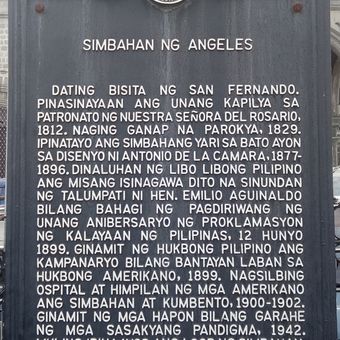 SIMBAHAN NG ANGELES
DATING BISITA NG SAN FERNANDO.
PINASINAYAAN ANG UNANG KAPILYA SA
PATRONATO NG NUESTRA SEÑORA DEL ROSARIO,
1812. NAGING GANAP NA PAROKYA, 1829.
IPINATAYO ANG SIMBAHANG YARI SA BATO AYON
SA DISENYO NI ANTONIO DE LA CAMARA, 1877-
1896. DINALUHAN NG LIBO LIBONG PILIPINO
ANG MISANG ISINAGAWA DITO NA SINUNDAN
NG TALUMPATI NI HEN. EMILIO AGUINALDO
BILANG BAHAGI NG PAGDIRIWANG NG
UNANG ANIBERSARYO NG PROKLAMASYON
NG KALAYAAN NG PILIPINAS, 12 HUNYO
1899. GINAMIT NG HUKBONG PILIPINO ANG
KAMPANARYO BILANG BANTAYAN LABAN SA
HUKBONG AMERIKANO, 1899. NAGSILBING
OSPITAL AT HIMPILAN NG MGA AMERIKANO
ANG SIMBAHAN AT KUMBENTO, 1900-1902.
GINAMIT NG MGA HAPON BILANG GARAHE
NG MGA SASAKYANG PANDIGMA, 1942.